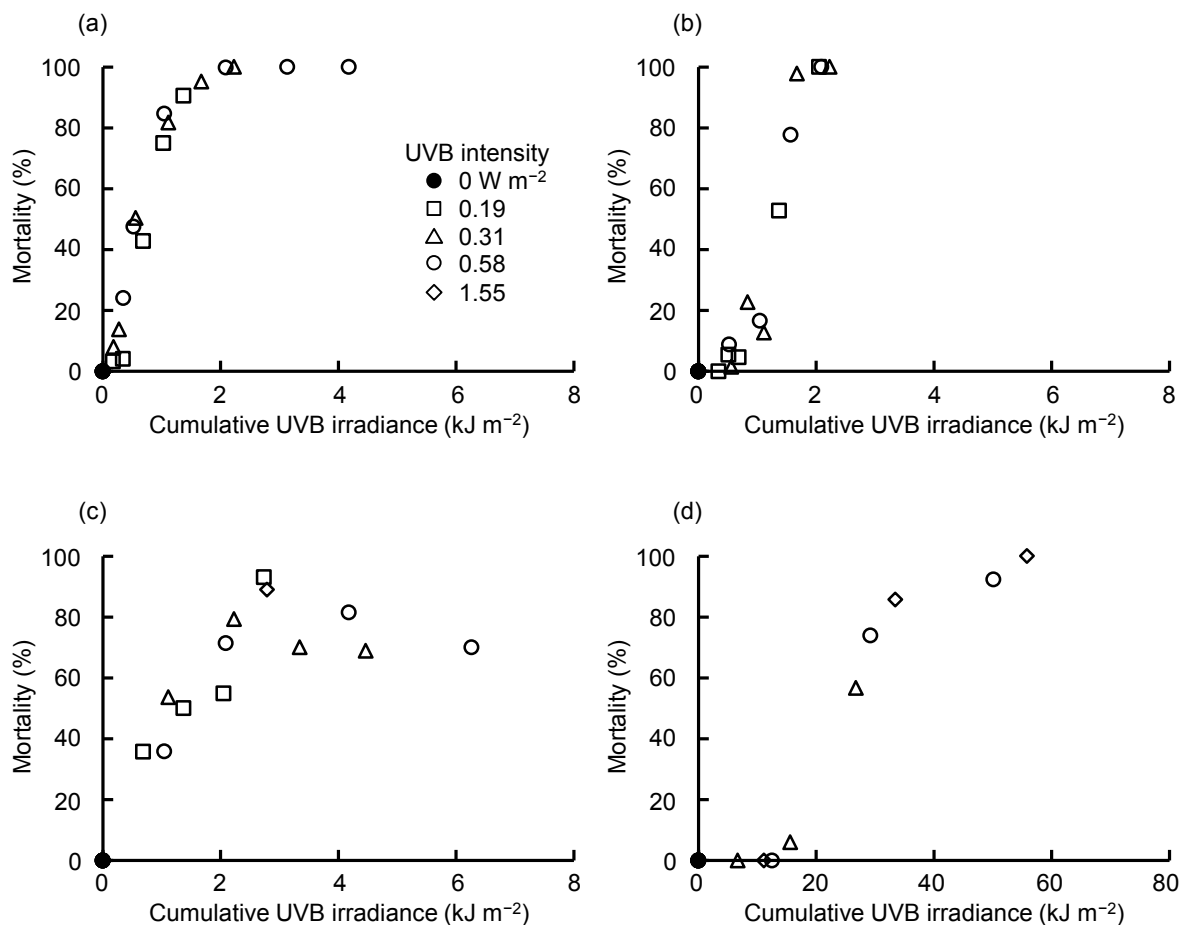 (a)
100
80
60
40
20
0
Mortality (%)
0 2 4 6 8
Cumulative UVB irradiance (kJ m⁻²)
UVB intensity
0 W m⁻²
0.19
0.31
0.58
1.55
(b)
100
80
60
40
20
0
Mortality (%)
0 2 4 6 8
Cumulative UVB irradiance (kJ m⁻²)
(c)
100
80
60
40
20
0
Mortality (%)
0 2 4 6 8
Cumulative UVB irradiance (kJ m⁻²)
(d)
100
80
60
40
20
0
Mortality (%)
0 20 40 60 80
Cumulative UVB irradiance (kJ m⁻²)